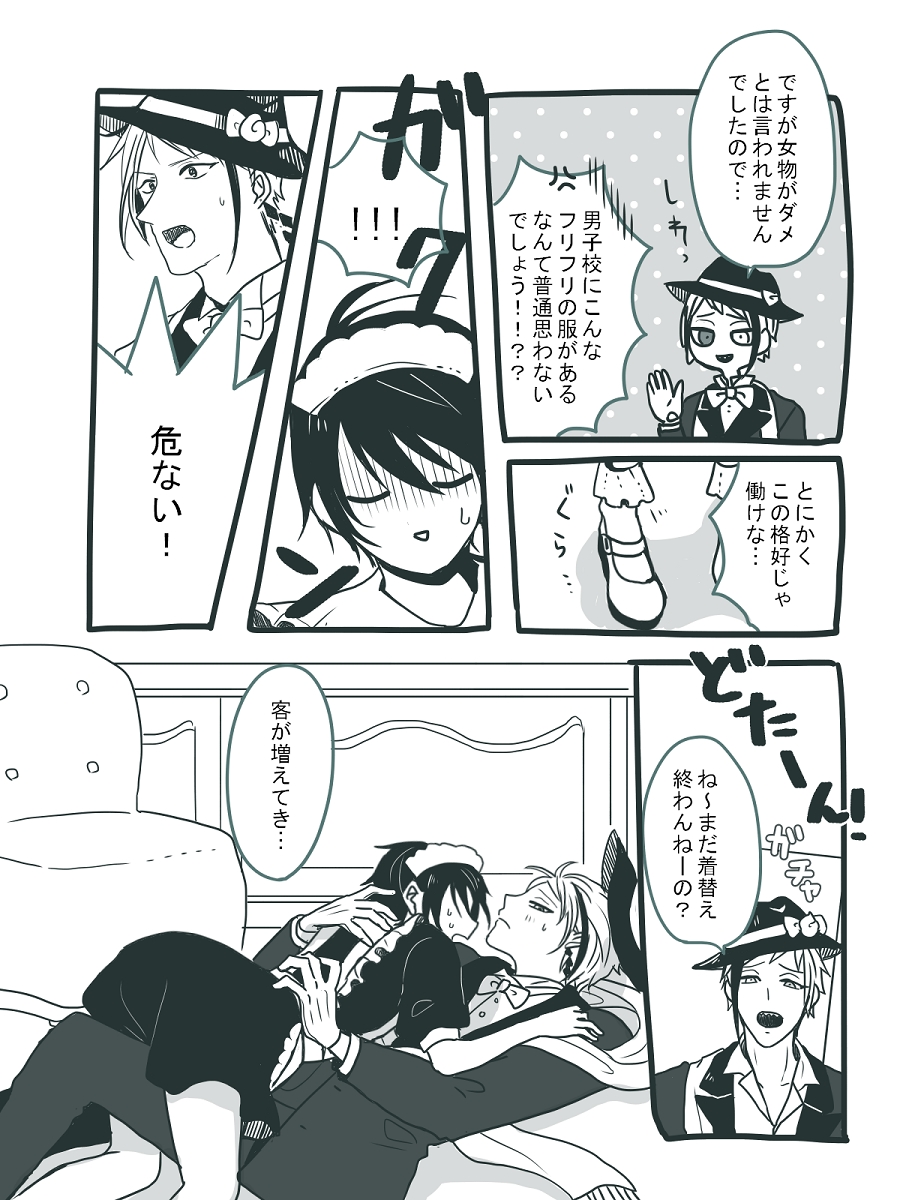 ですが女物がダメ
とは言われません
でしたので…
しれっ
男子校にこんな
フリフリの服がある
なんて普通思わない
でしょう！！？
とにかく
この格好じゃ
働けな…
ぐら…
ガクンッ
!!!
危ない！
どたーん!
ガチャ
ね～まだ着替え
終わんねーの？
客が増えてき…